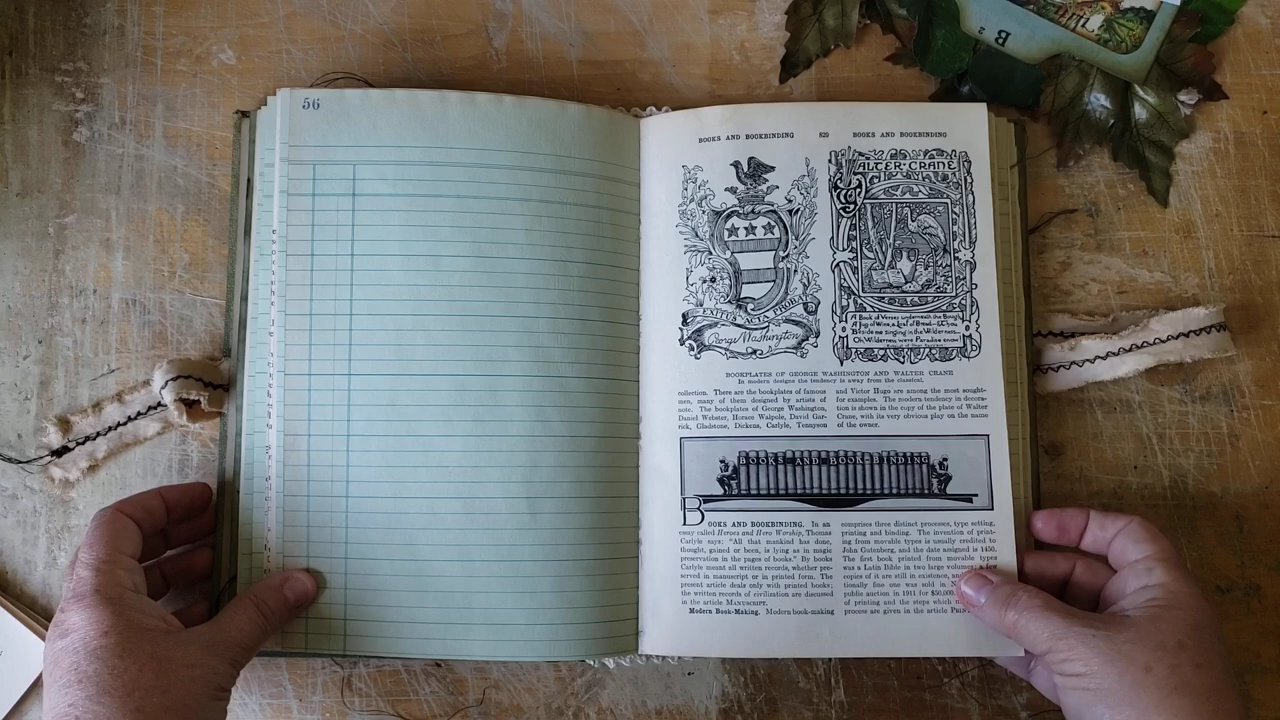 56
BOOKS AND BOOKBINDING 829 BOOKS AND BOOKBINDING
EXITUS ACTA PROBAT
George Washington
WALTER CRANE
A Book of Verses underneath the Bough,
A Jug of Wine, a Loaf of Bread—& Thou
Beside me singing in the Wilderness—
Oh, Wilderness were Paradise enow!
BOOKPLATES OF GEORGE WASHINGTON AND WALTER CRANE
In modern designs the tendency is away from the classical.
collection. There are the bookplates of famous
men, many of them designed by artists of
note. The bookplates of George Washington,
Daniel Webster, Horace Walpole, David Gar-
rick, Gladstone, Dickens, Carlyle, Tennyson
and Victor Hugo are among the most sought-
for examples. The modern tendency in decora-
tion is shown in the copy of the plate of Walter
Crane, with its very obvious play on the name
of the owner.
BOOKS AND BOOK-BINDING
BOOKS AND BOOKBINDING. In an
essay called Heroes and Hero Worship, Thomas
Carlyle says: "All that mankind has done,
thought, gained or been, is lying as in magic
preservation in the pages of books." By books
Carlyle meant all written records, whether pre-
served in manuscript or in printed form. The
present article deals only with printed books;
the written records of civilization are discussed
in the article MANUSCRIPT.
Modern Book-Making. Modern book-making
comprises three distinct processes, type setting,
printing and binding. The invention of print-
ing from movable types is usually credited to
John Gutenberg, and the date assigned is 1450.
The first book printed from movable types
was a Latin Bible in two large volumes; a few
copies of it are still in existence, and
tionally fine one was sold in
public auction in 1911 for $50,000.
of printing and the steps which
process are given in the article
B